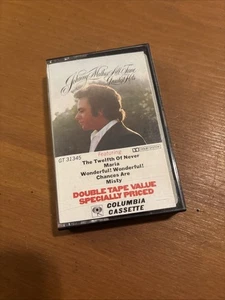 Johnny Mathis' All-Time
Greatest Hits
GT 31345
Featuring:
The Twelfth Of Never
Maria
Wonderful! Wonderful!
Chances Are
Misty
DOUBLE TAPE VALUE
SPECIALLY PRICED
COLUMBIA
CASSETTE